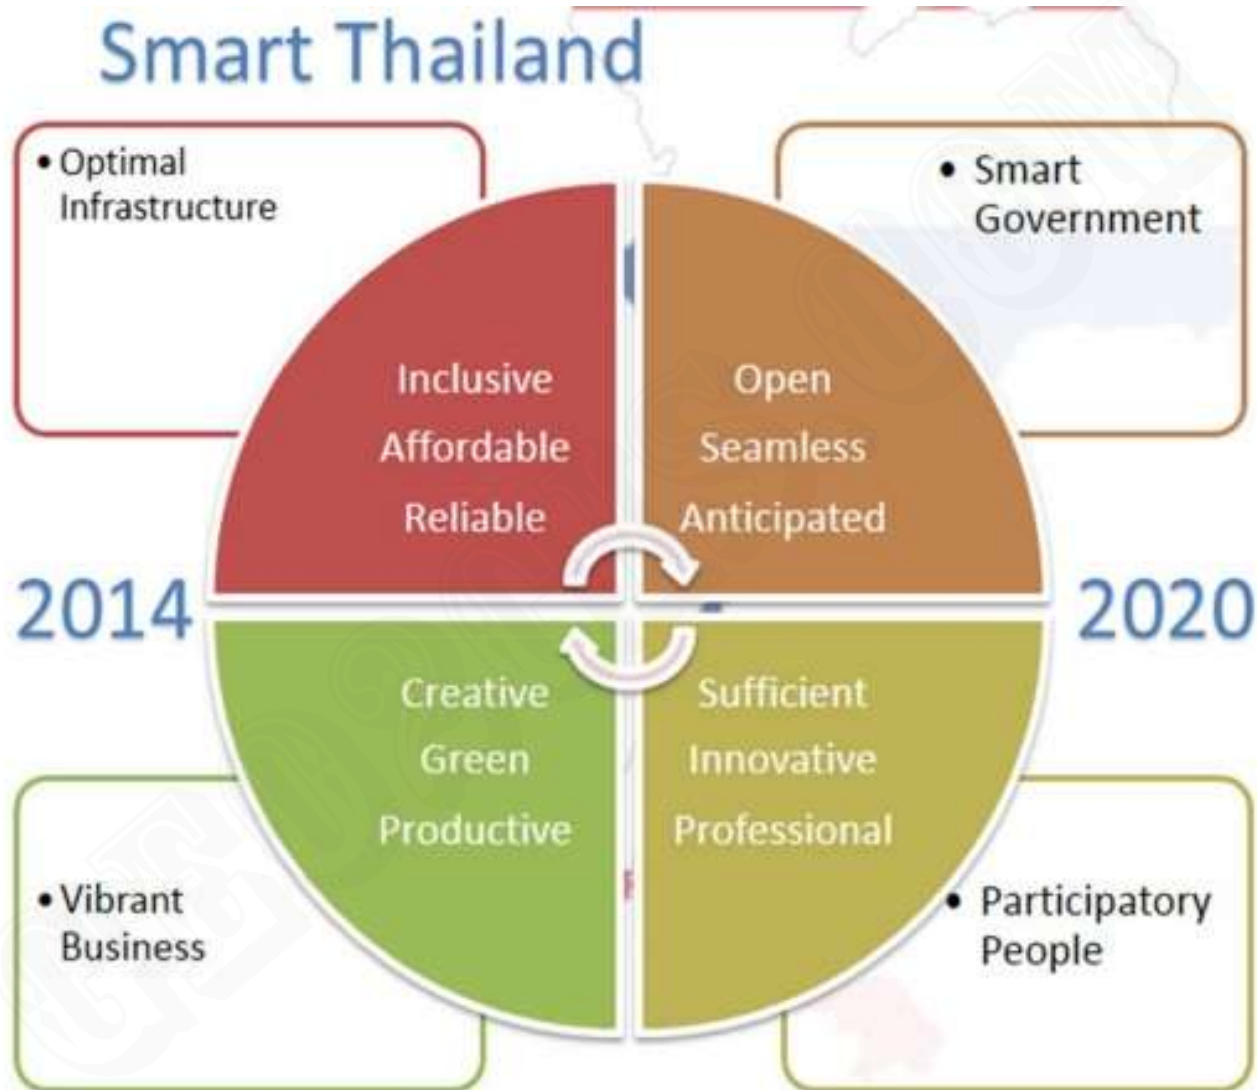 Smart Thailand
• Optimal
Infrastructure
• Smart
Government
Inclusive
Affordable
Reliable
Open
Seamless
Anticipated
2014
2020
Creative
Green
Productive
Sufficient
Innovative
Professional
• Vibrant
Business
• Participatory
People